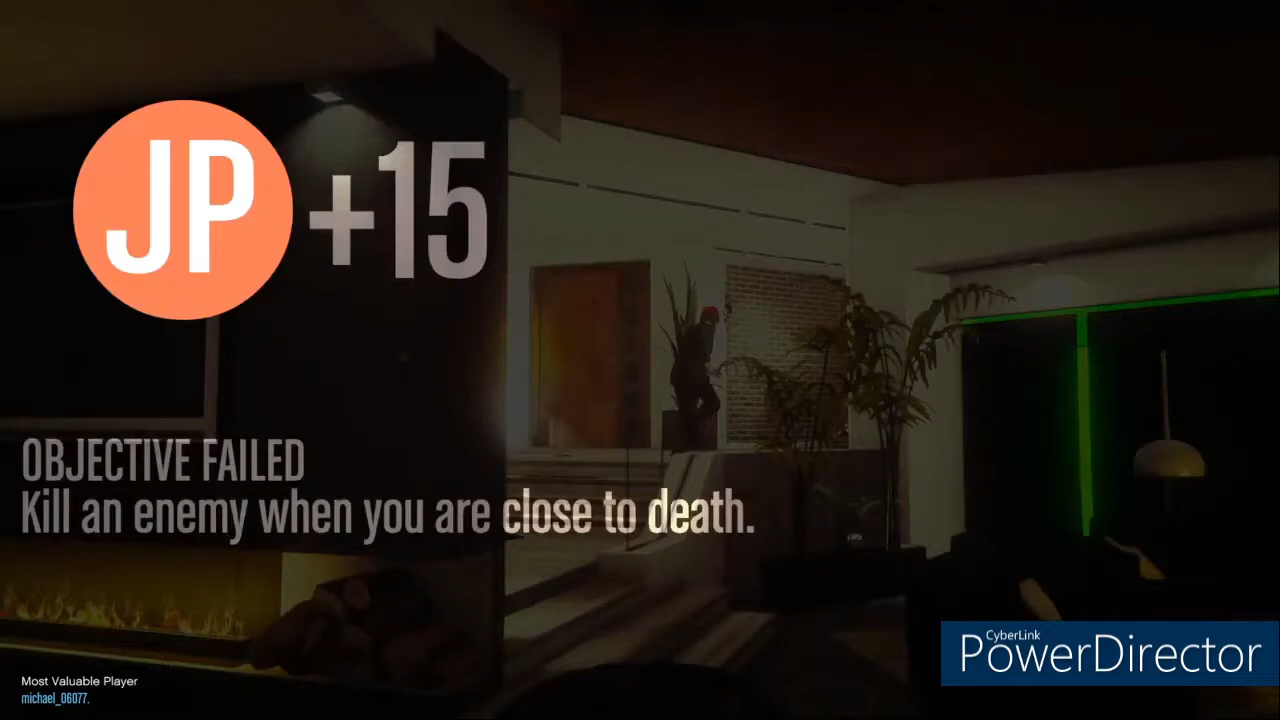 JP +15
OBJECTIVE FAILED
Kill an enemy when you are close to death.
Most Valuable Player
michael_06077.
CyberLink
PowerDirector